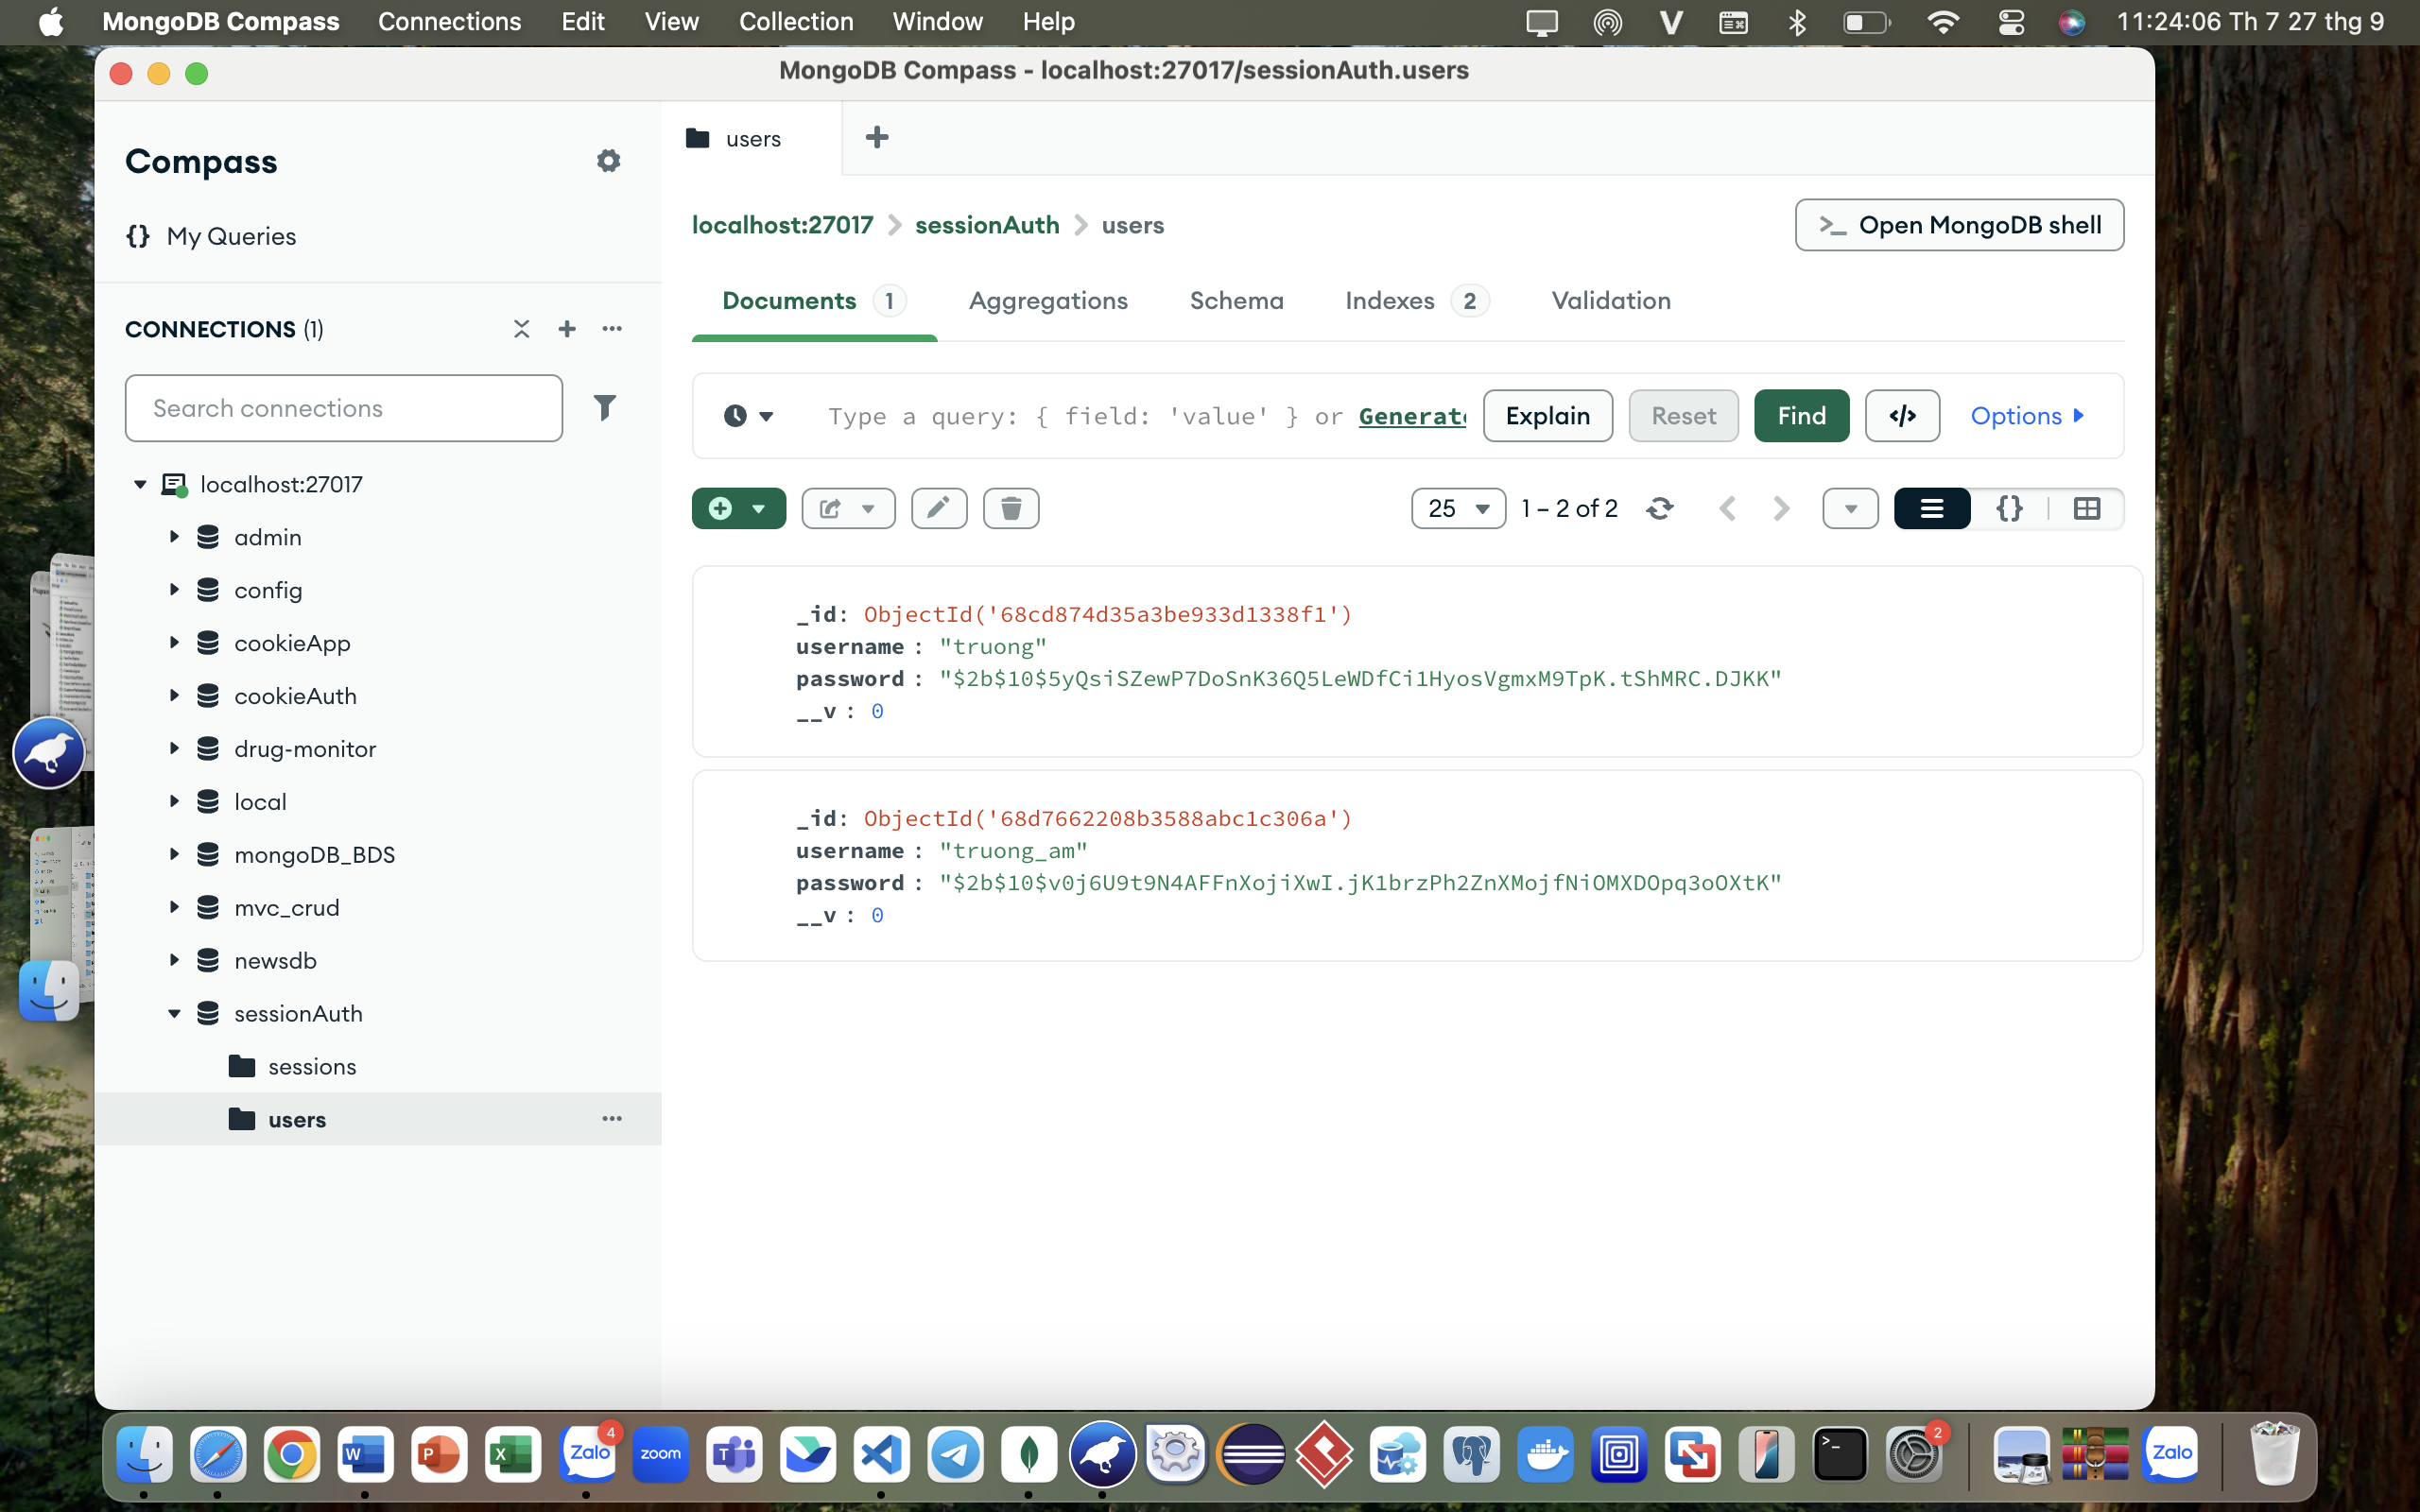 MongoDB Compass Connections Edit View Collection Window Help 11:24:06 Th 7 27 thg 9
MongoDB Compass - localhost:27017/sessionAuth.users
Compass
{} My Queries
CONNECTIONS (1)
Search connections
localhost:27017
admin
config
cookieApp
cookieAuth
drug-monitor
local
mongoDB_BDS
mvc_crud
newsdb
sessionAuth
sessions
users
users
localhost:27017 > sessionAuth > users
>_ Open MongoDB shell
Documents 1 Aggregations Schema Indexes 2 Validation
Type a query: { field: 'value' } or Generate Explain Reset Find </> Options
25 1 – 2 of 2 {}
_id: ObjectId('68cd874d35a3be933d1338f1')
username : "truong"
password : "$2b$10$5yQsiSZewP7DoSnK36Q5LeWDfCi1HyosVgmxM9TpK.tShMRC.DJKK"
__v : 0
_id: ObjectId('68d7662208b3588abc1c306a')
username : "truong_am"
password : "$2b$10$v0j6U9t9N4AFFnXojiXwI.jK1brzPh2ZnXMojfNiOMXDOpq3oOXtK"
__v : 0
W P X Zalo 4 zoom T >_ 2 Zalo